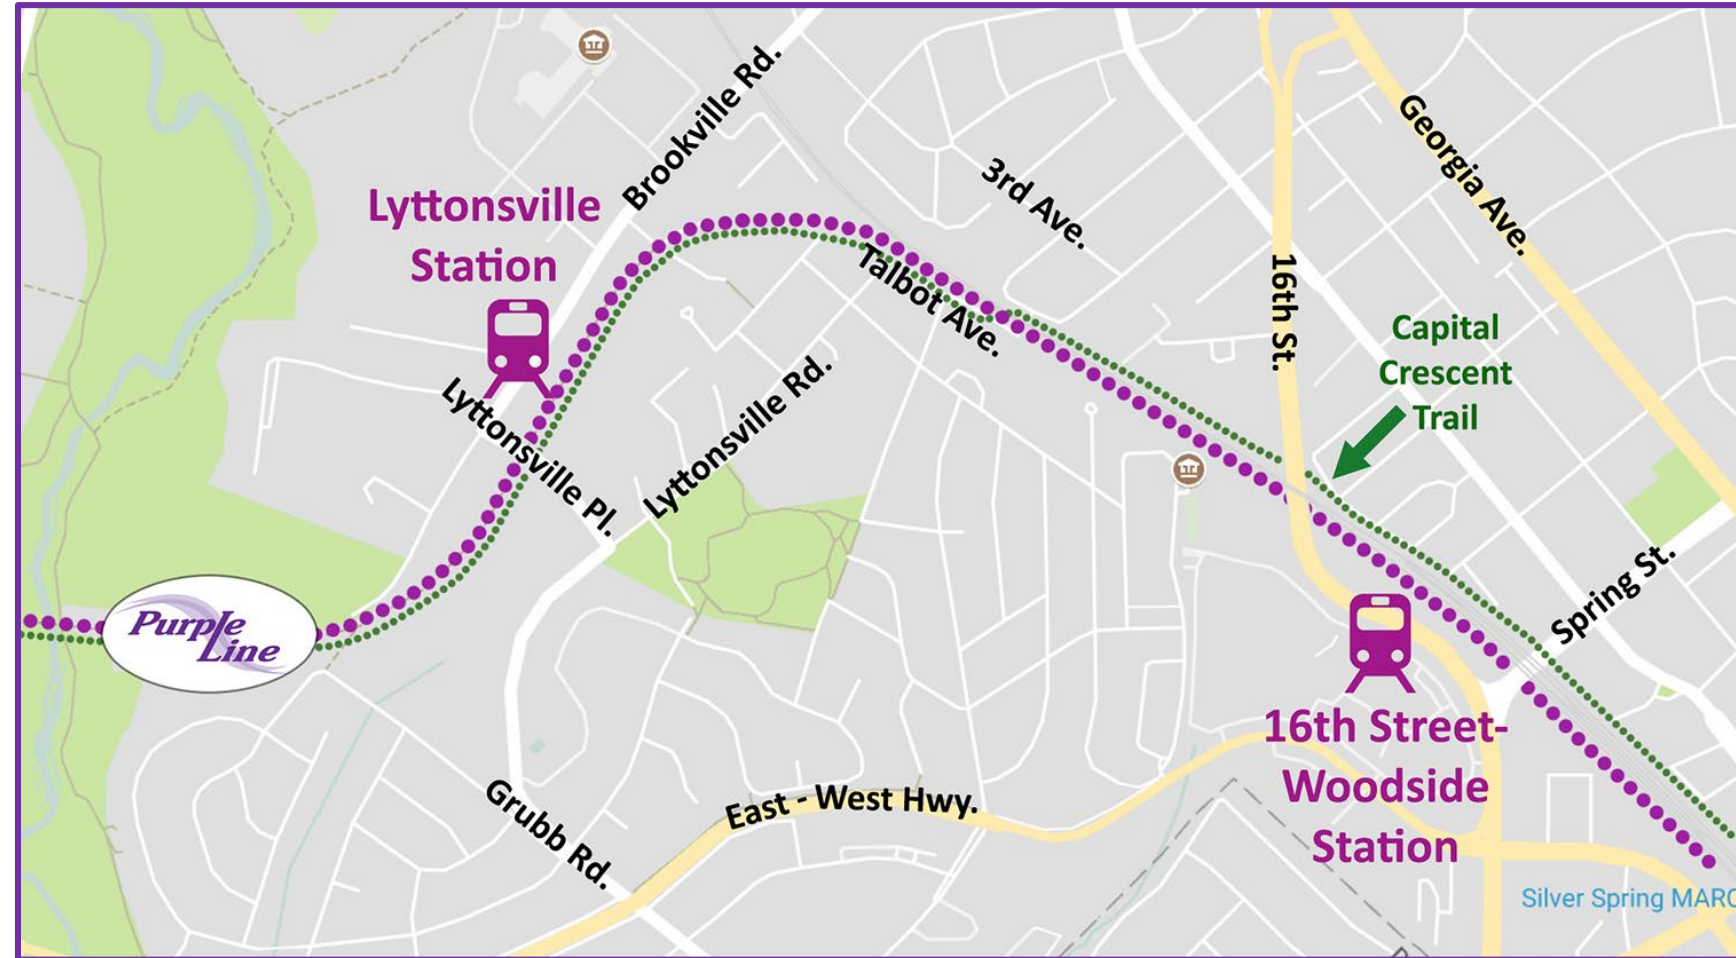 Brookville Rd.
Georgia Ave.
3rd Ave.
Lyttonsville
Station
Talbot Ave.
16th St.
Capital
Crescent
Trail
Lyttonsville Pl.
Lyttonsville Rd.
Spring St.
Purple
Line
16th Street-
Woodside
Station
Grubb Rd.
East - West Hwy.
Silver Spring MARC